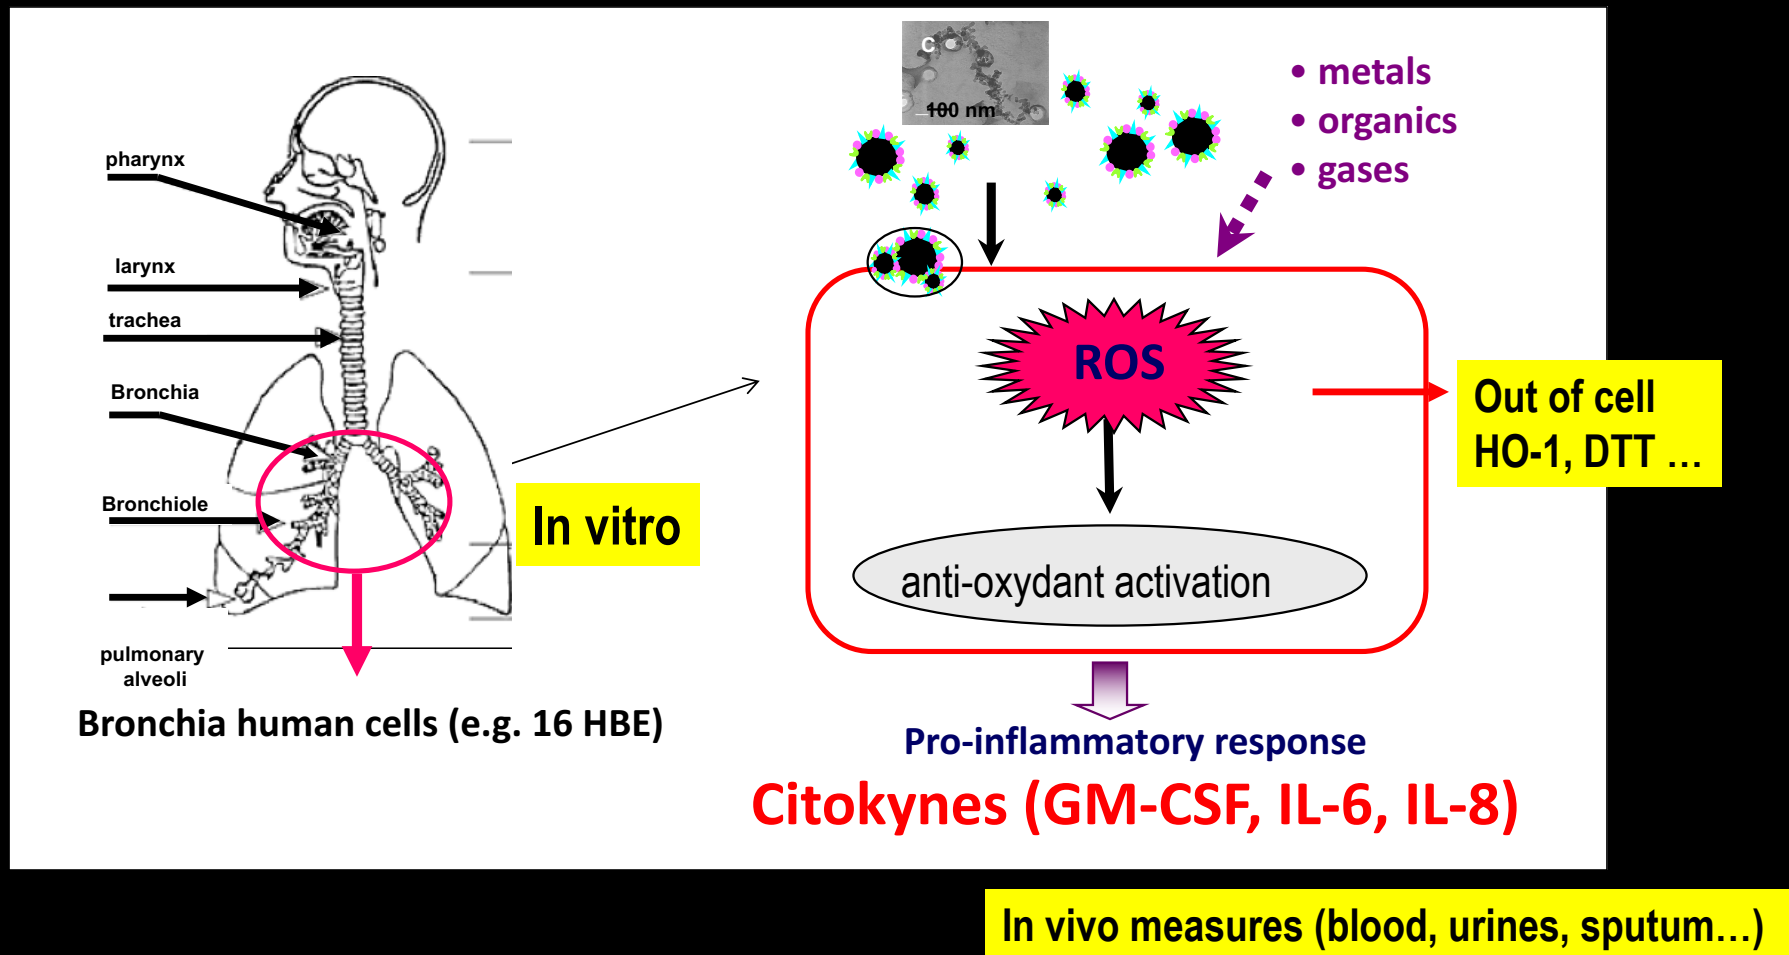 pharynx
larynx
trachea
Bronchia
Bronchiole
pulmonary
alveoli
Bronchia human cells (e.g. 16 HBE)
In vitro
C
100 nm
• metals
• organics
• gases
ROS
anti-oxydant activation
Out of cell
HO-1, DTT ...
Pro-inflammatory response
Citokynes (GM-CSF, IL-6, IL-8)
In vivo measures (blood, urines, sputum...)